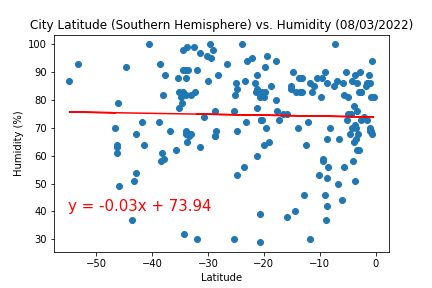 City Latitude (Southern Hemisphere) vs. Humidity (08/03/2022)
100
90
80
70
60
50
40
30
Humidity (%)
y = -0.03x + 73.94
−50 −40 −30 −20 −10 0
Latitude